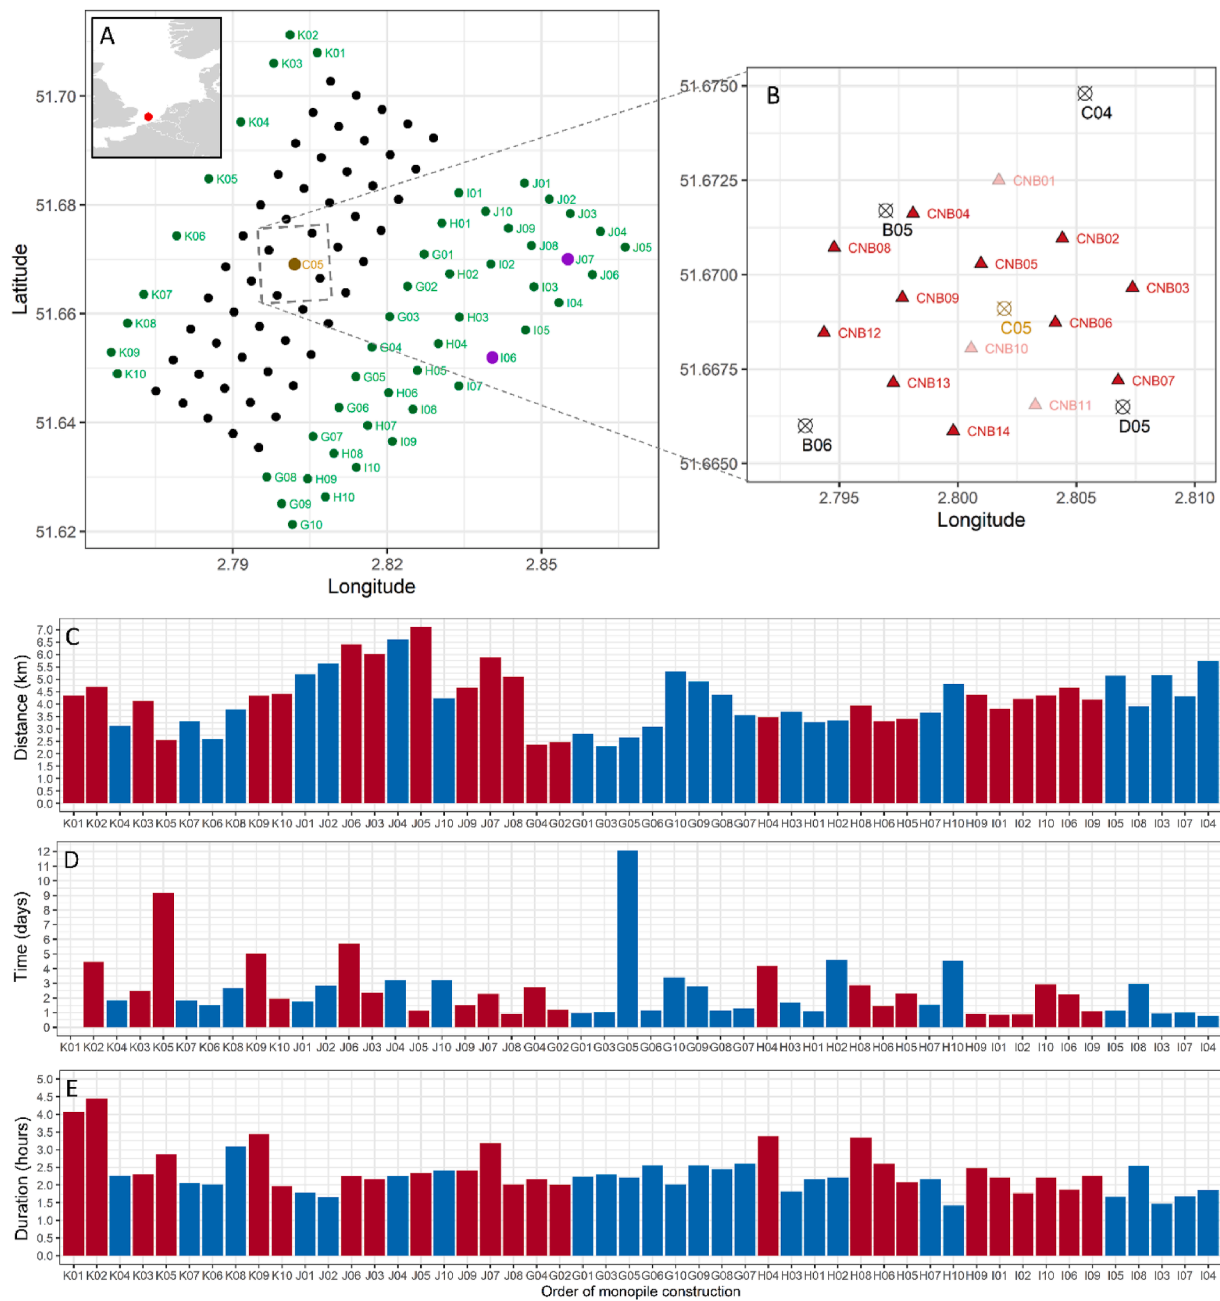 A
K02
K01
K03
51.70
K04
K05
51.68
I01
J01
J10
J02
J03
H01
J09
J04
K06
J08
J05
G01
C05
I02
J07
H02
J06
K07
G02
I03
I04
51.66
K08
G03
H03
I05
K09
G04
H04
I06
K10
G05
H05
I07
H06
51.64
G06
I08
H07
G07
I09
H08
I10
G08
H09
H10
G09
51.62
G10
2.79
2.82
2.85
Longitude
Latitude
B
51.6750
C04
51.6725
CNB01
B05
CNB04
CNB08
CNB02
51.6700
CNB05
CNB03
CNB09
C05
CNB06
CNB12
CNB10
51.6675
CNB13
CNB07
CNB11
D05
B06
CNB14
51.6650
2.795
2.800
2.805
2.810
Longitude
C
Distance (km)
7.0
6.5
6.0
5.5
5.0
4.5
4.0
3.5
3.0
2.5
2.0
1.5
1.0
0.5
0.0
K01 K02 K04 K03 K05 K07 K06 K08 K09 K10 J01 J02 J06 J03 J04 J05 J10 J09 J07 J08 G04 G02 G01 G03 G05 G06 G10 G09 G08 G07 H04 H03 H01 H02 H08 H06 H05 H07 H10 H09 I01 I02 I10 I06 I09 I05 I08 I03 I07 I04
D
Time (days)
12
11
10
9
8
7
6
5
4
3
2
1
0
K01 K02 K04 K03 K05 K07 K06 K08 K09 K10 J01 J02 J06 J03 J04 J05 J10 J09 J07 J08 G04 G02 G01 G03 G05 G06 G10 G09 G08 G07 H04 H03 H01 H02 H08 H06 H05 H07 H10 H09 I01 I02 I10 I06 I09 I05 I08 I03 I07 I04
E
Duration (hours)
5.0
4.5
4.0
3.5
3.0
2.5
2.0
1.5
1.0
0.5
0.0
K01 K02 K04 K03 K05 K07 K06 K08 K09 K10 J01 J02 J06 J03 J04 J05 J10 J09 J07 J08 G04 G02 G01 G03 G05 G06 G10 G09 G08 G07 H04 H03 H01 H02 H08 H06 H05 H07 H10 H09 I01 I02 I10 I06 I09 I05 I08 I03 I07 I04
Order of monopile construction